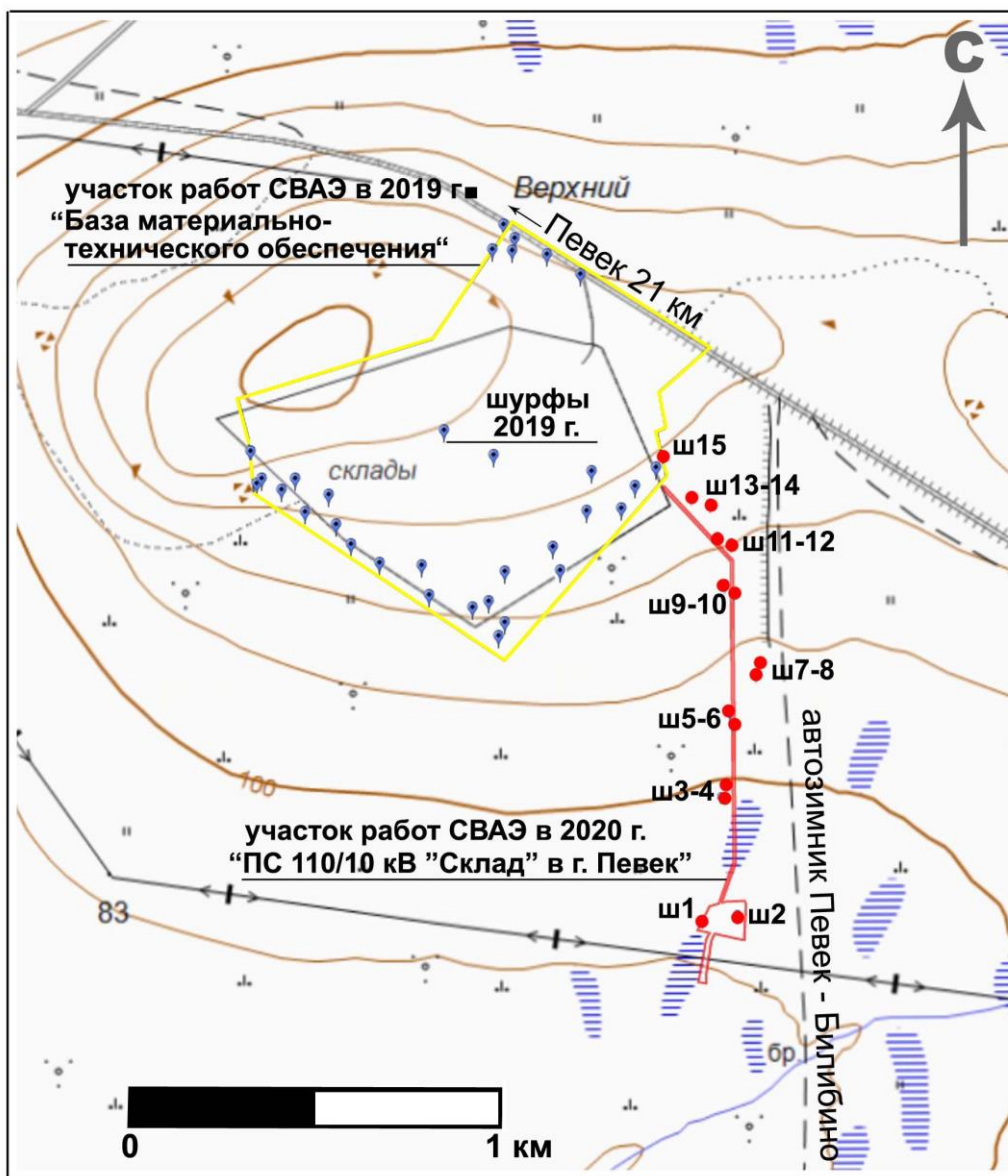 С
участок работ СВАЭ в 2019 г
“База материально-
технического обеспечения“
Верхний
Певек 21 км
шурфы
2019 г.
склады
ш15
ш13-14
ш11-12
ш9-10
ш7-8
ш5-6
ш3-4
100
участок работ СВАЭ в 2020 г.
“ПС 110/10 кВ ”Склад” в г. Певек”
автозимник Певек - Билибино
83
ш1
ш2
бр.
0
1 км